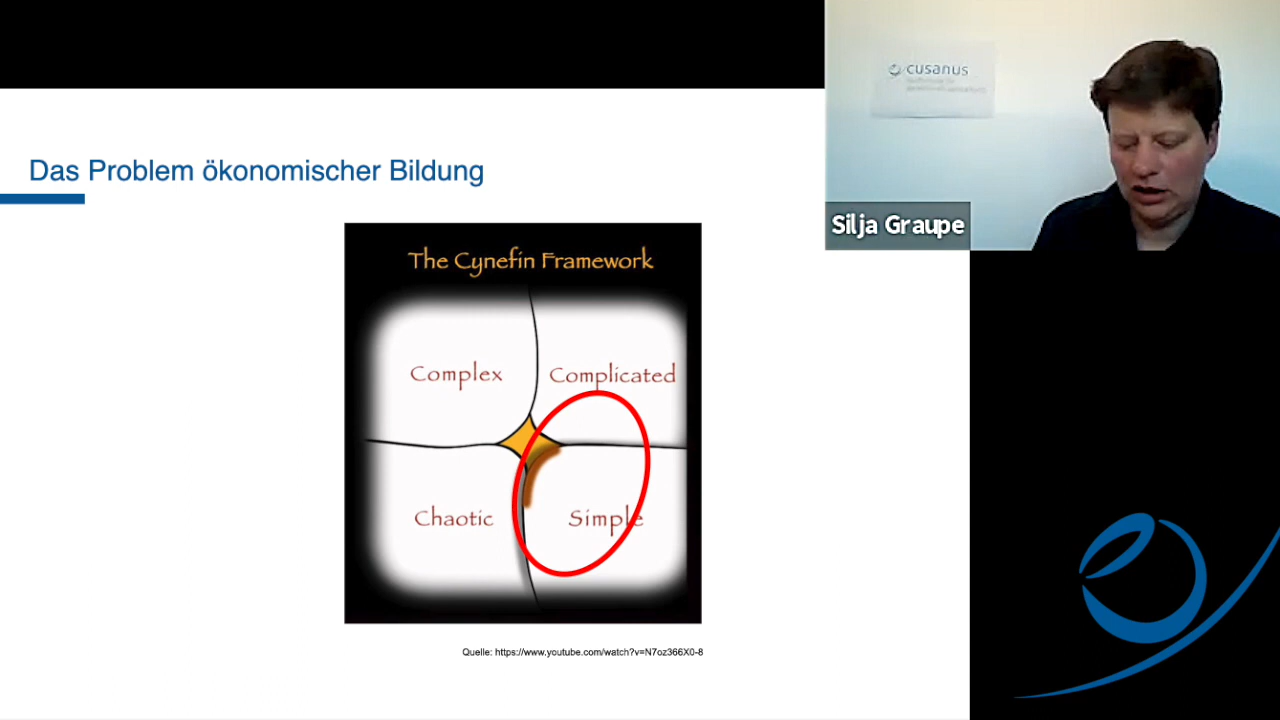 Das Problem ökonomischer Bildung
cusanus
Silja Graupe
The Cynefin Framework
Complex
Complicated
Chaotic
Simple
Quelle: https://www.youtube.com/watch?v=N7oz366X0-8